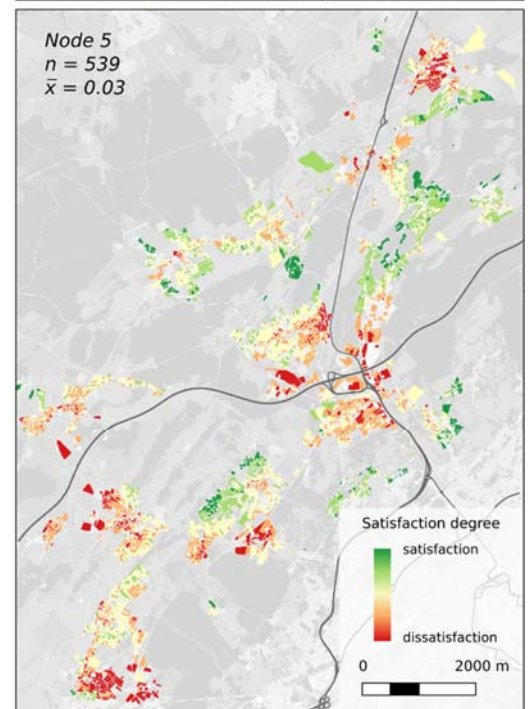 Node 5
n = 539
x̄ = 0.03
Satisfaction degree
satisfaction
dissatisfaction
0 2000 m